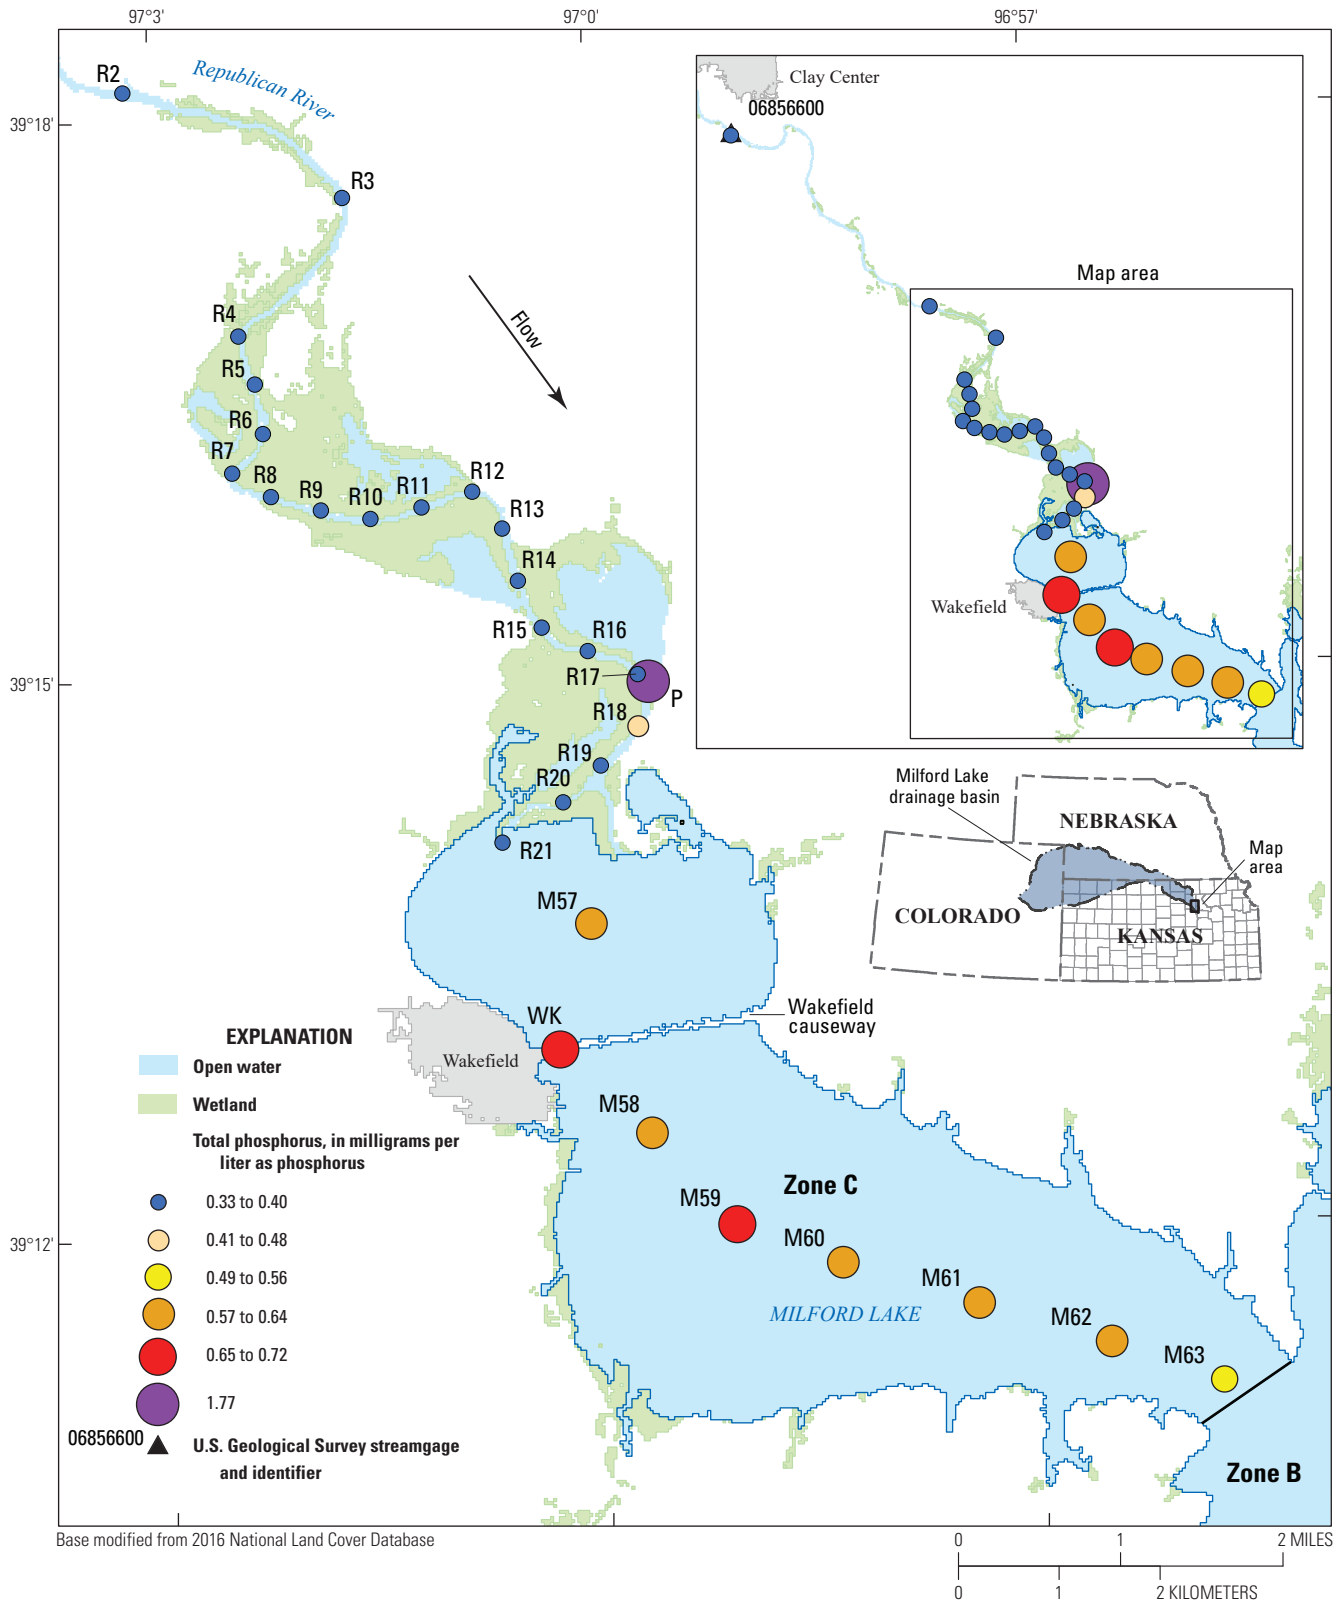 97°3'
97°0'
96°57'
R2
Republican River
Clay Center
06856600
39°18'
R3
Map area
Flow
R4
R5
R6
R7
R8
R9
R10
R11
R12
R13
R14
R15
R16
Wakefield
R17
39°15'
P
R18
R19
R20
R21
Milford Lake
drainage basin
NEBRASKA
Map
area
COLORADO
KANSAS
M57
WK
Wakefield
causeway
Wakefield
EXPLANATION
Open water
Wetland
Total phosphorus, in milligrams per
liter as phosphorus
0.33 to 0.40
0.41 to 0.48
0.49 to 0.56
0.57 to 0.64
0.65 to 0.72
1.77
06856600
U.S. Geological Survey streamgage
and identifier
M58
Zone C
M59
M60
39°12'
M61
MILFORD LAKE
M62
M63
Zone B
Base modified from 2016 National Land Cover Database
0 1 2 MILES
0 1 2 KILOMETERS